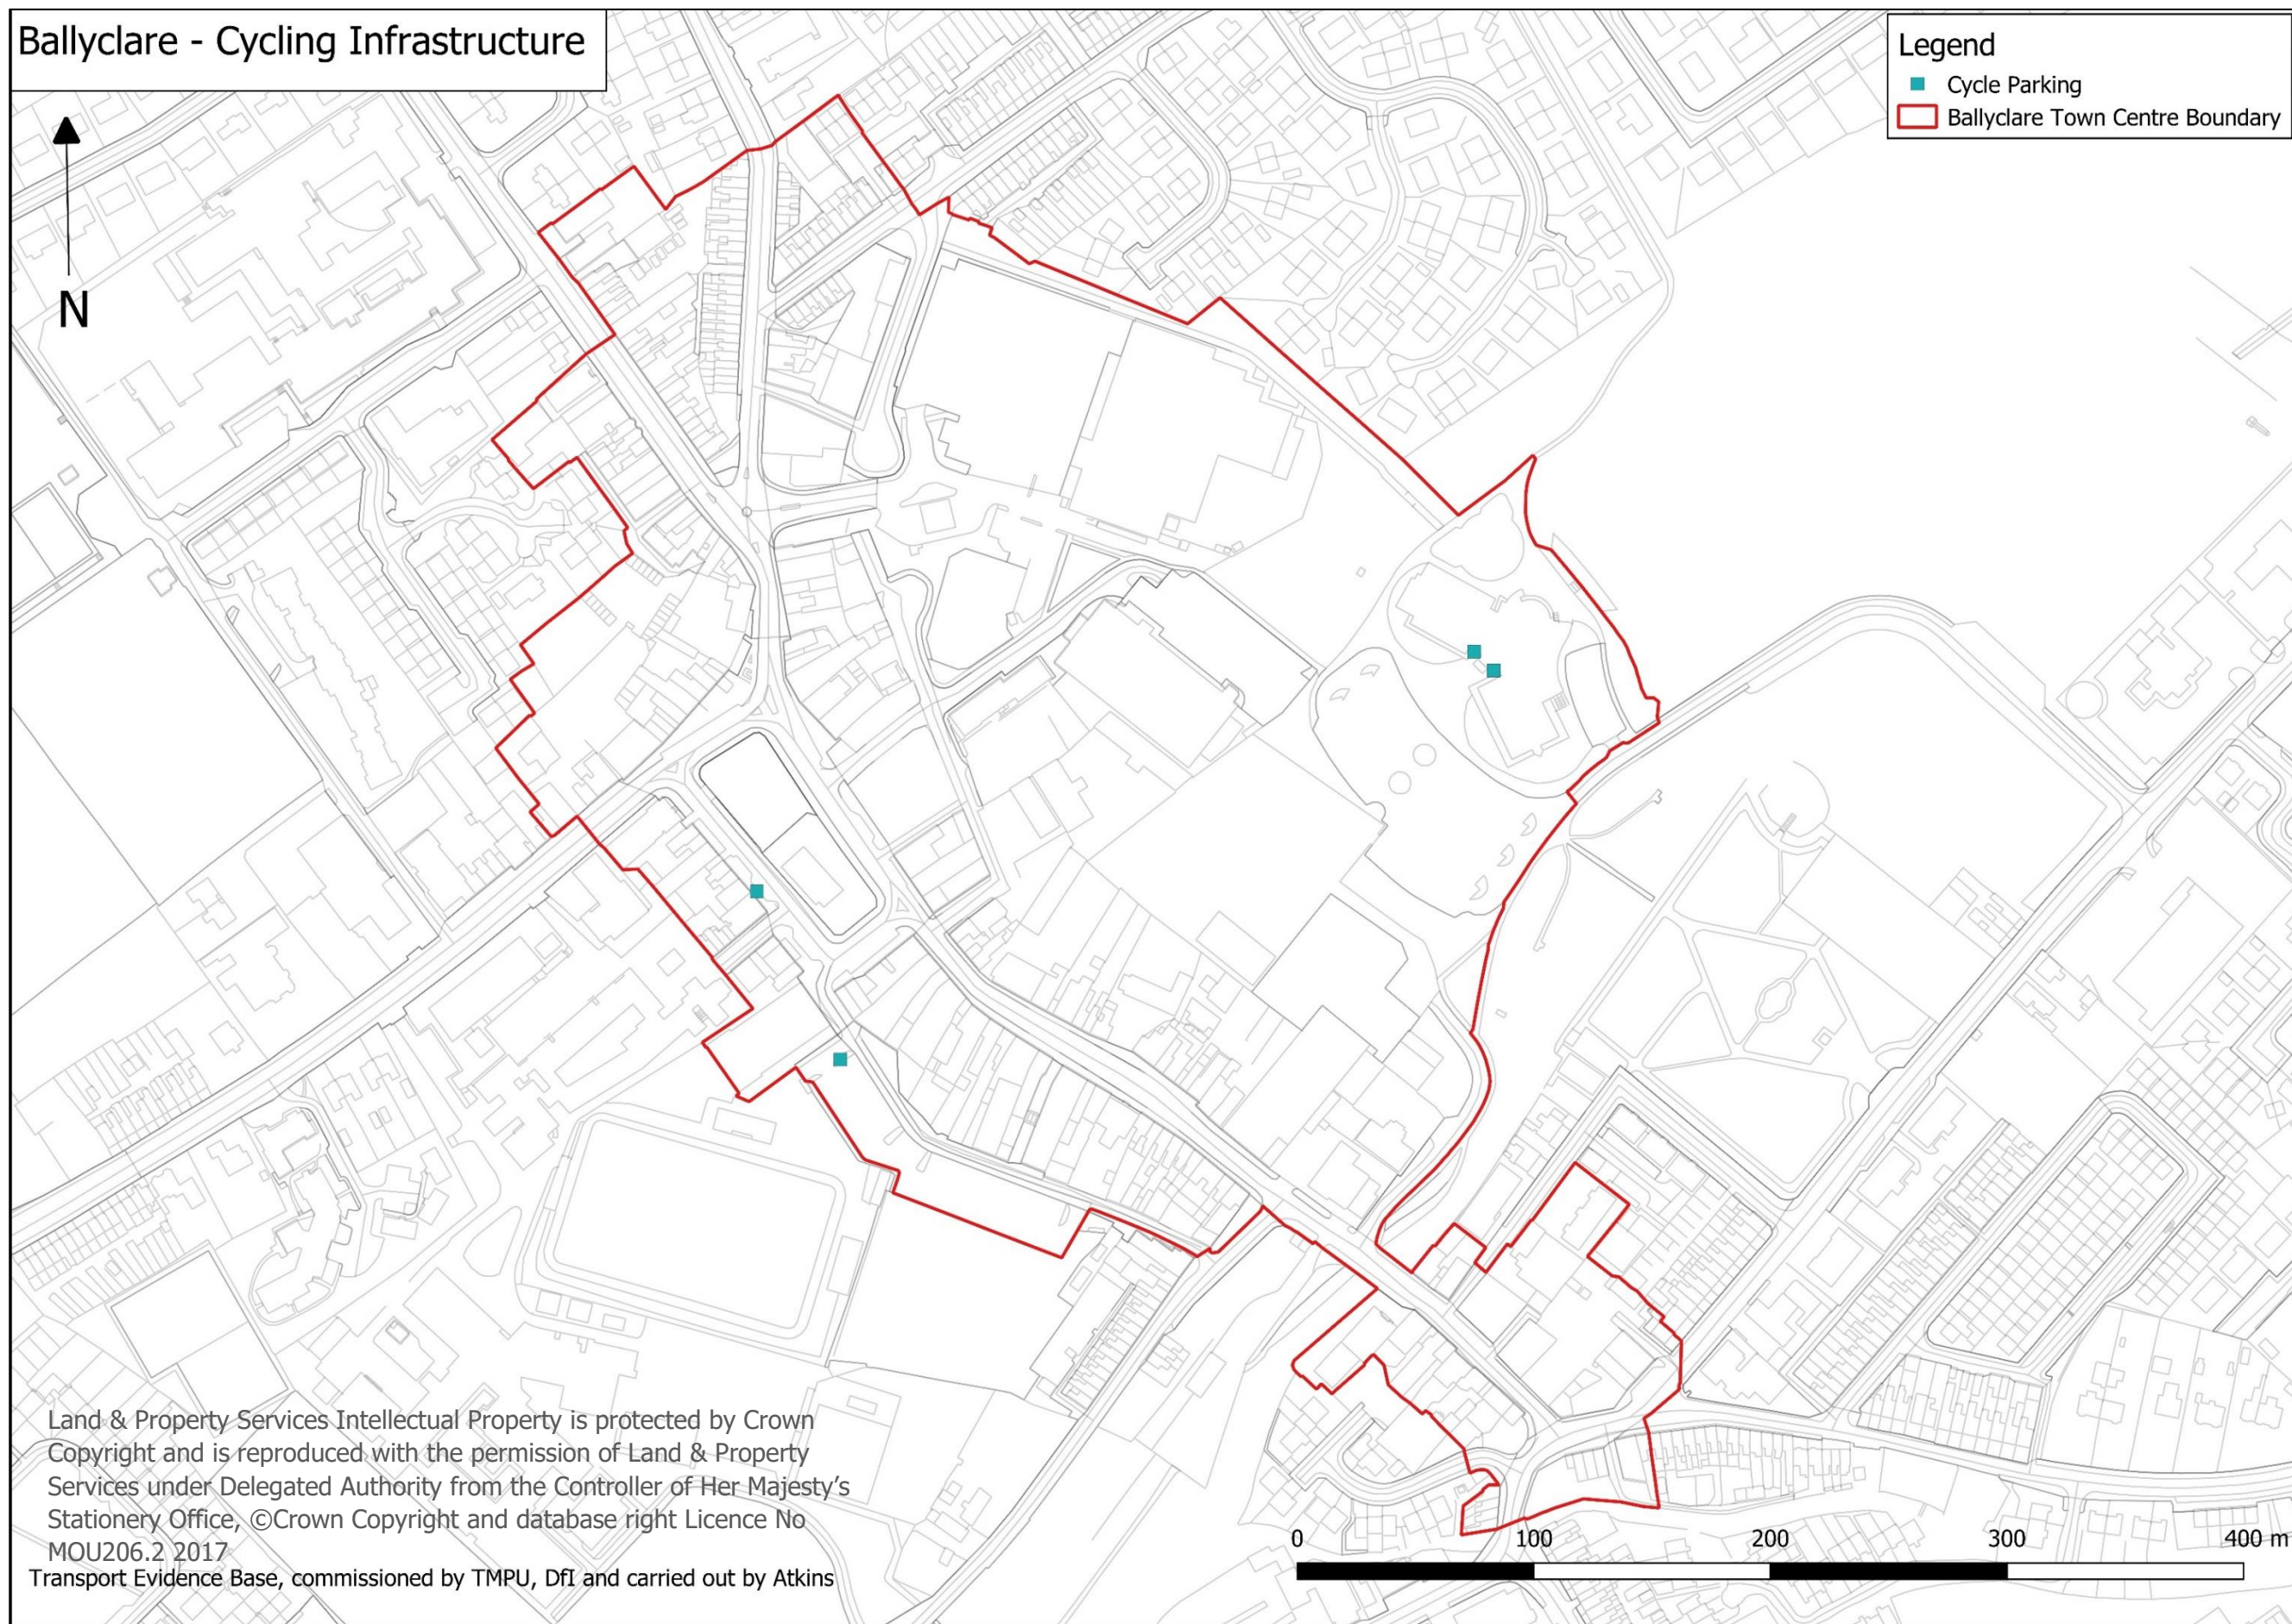 Ballyclare - Cycling Infrastructure
Legend
Cycle Parking
Ballyclare Town Centre Boundary
N
Land & Property Services Intellectual Property is protected by Crown
Copyright and is reproduced with the permission of Land & Property
Services under Delegated Authority from the Controller of Her Majesty’s
Stationery Office, ©Crown Copyright and database right Licence No
MOU206.2 2017
Transport Evidence Base, commissioned by TMPU, DfI and carried out by Atkins
0 100 200 300 400 m